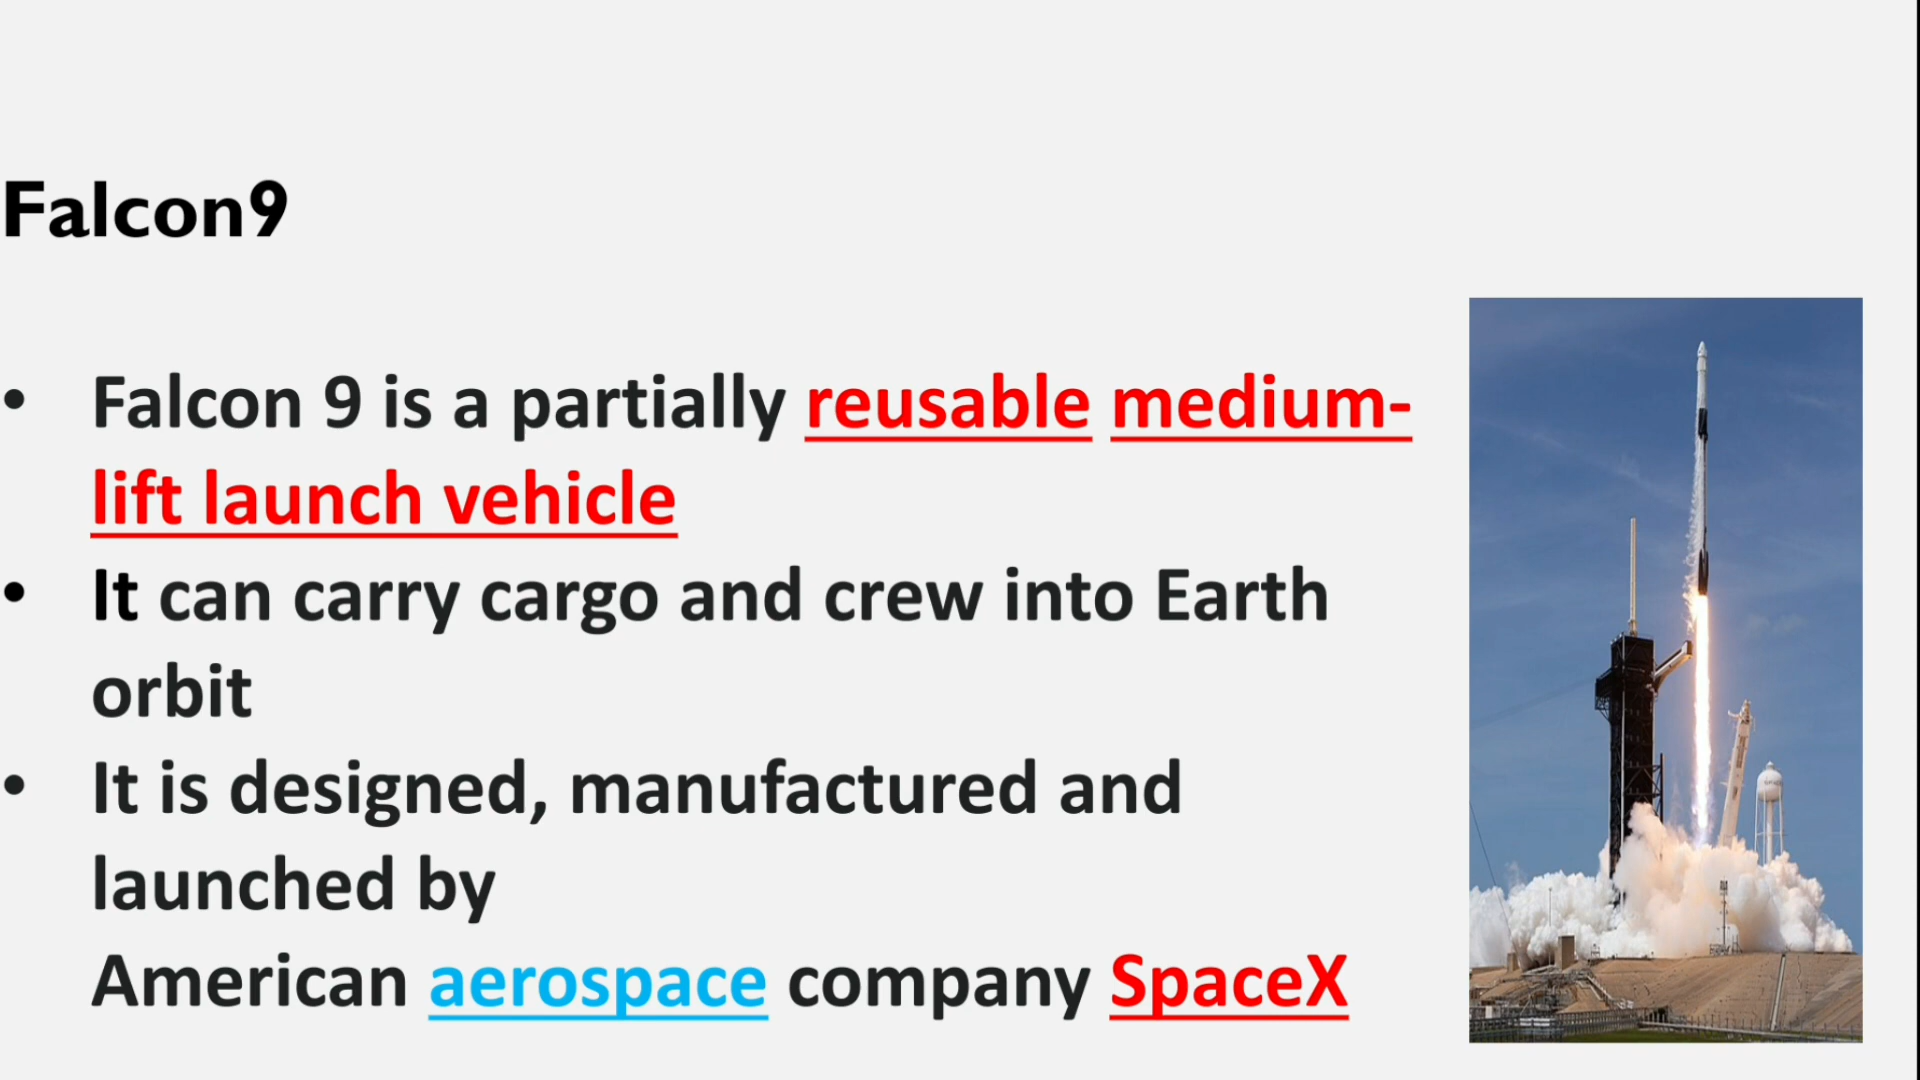 Falcon9
• Falcon 9 is a partially reusable medium-
lift launch vehicle
• It can carry cargo and crew into Earth
orbit
• It is designed, manufactured and
launched by
American aerospace company SpaceX